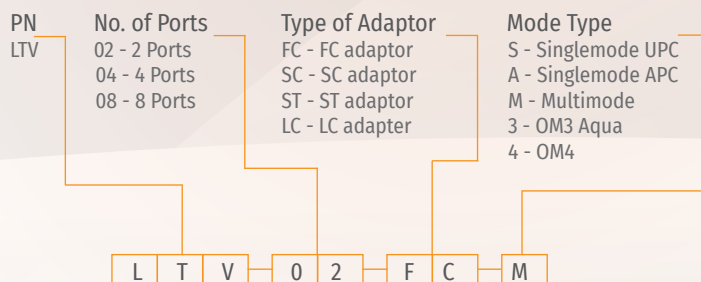 PN
LTV
No. of Ports
02 - 2 Ports
04 - 4 Ports
08 - 8 Ports
Type of Adaptor
FC - FC adaptor
SC - SC adaptor
ST - ST adaptor
LC - LC adapter
Mode Type
S - Singlemode UPC
A - Singlemode APC
M - Multimode
3 - OM3 Aqua
4 - OM4
L T V - 0 2 - F C - M